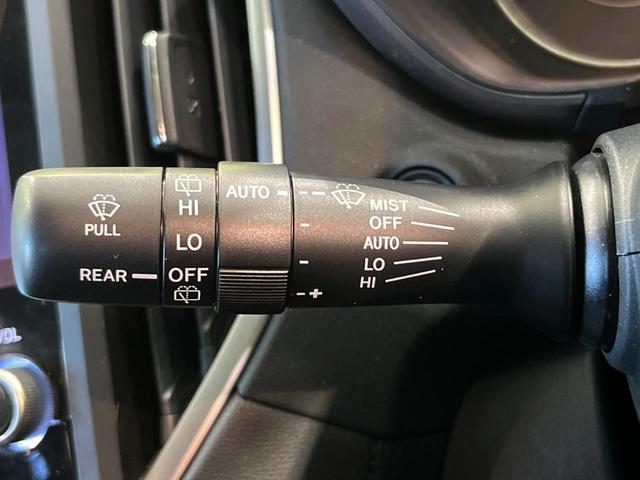 PULL
REAR
HI
LO
OFF
AUTO
- +
MIST
OFF
AUTO
LO
HI